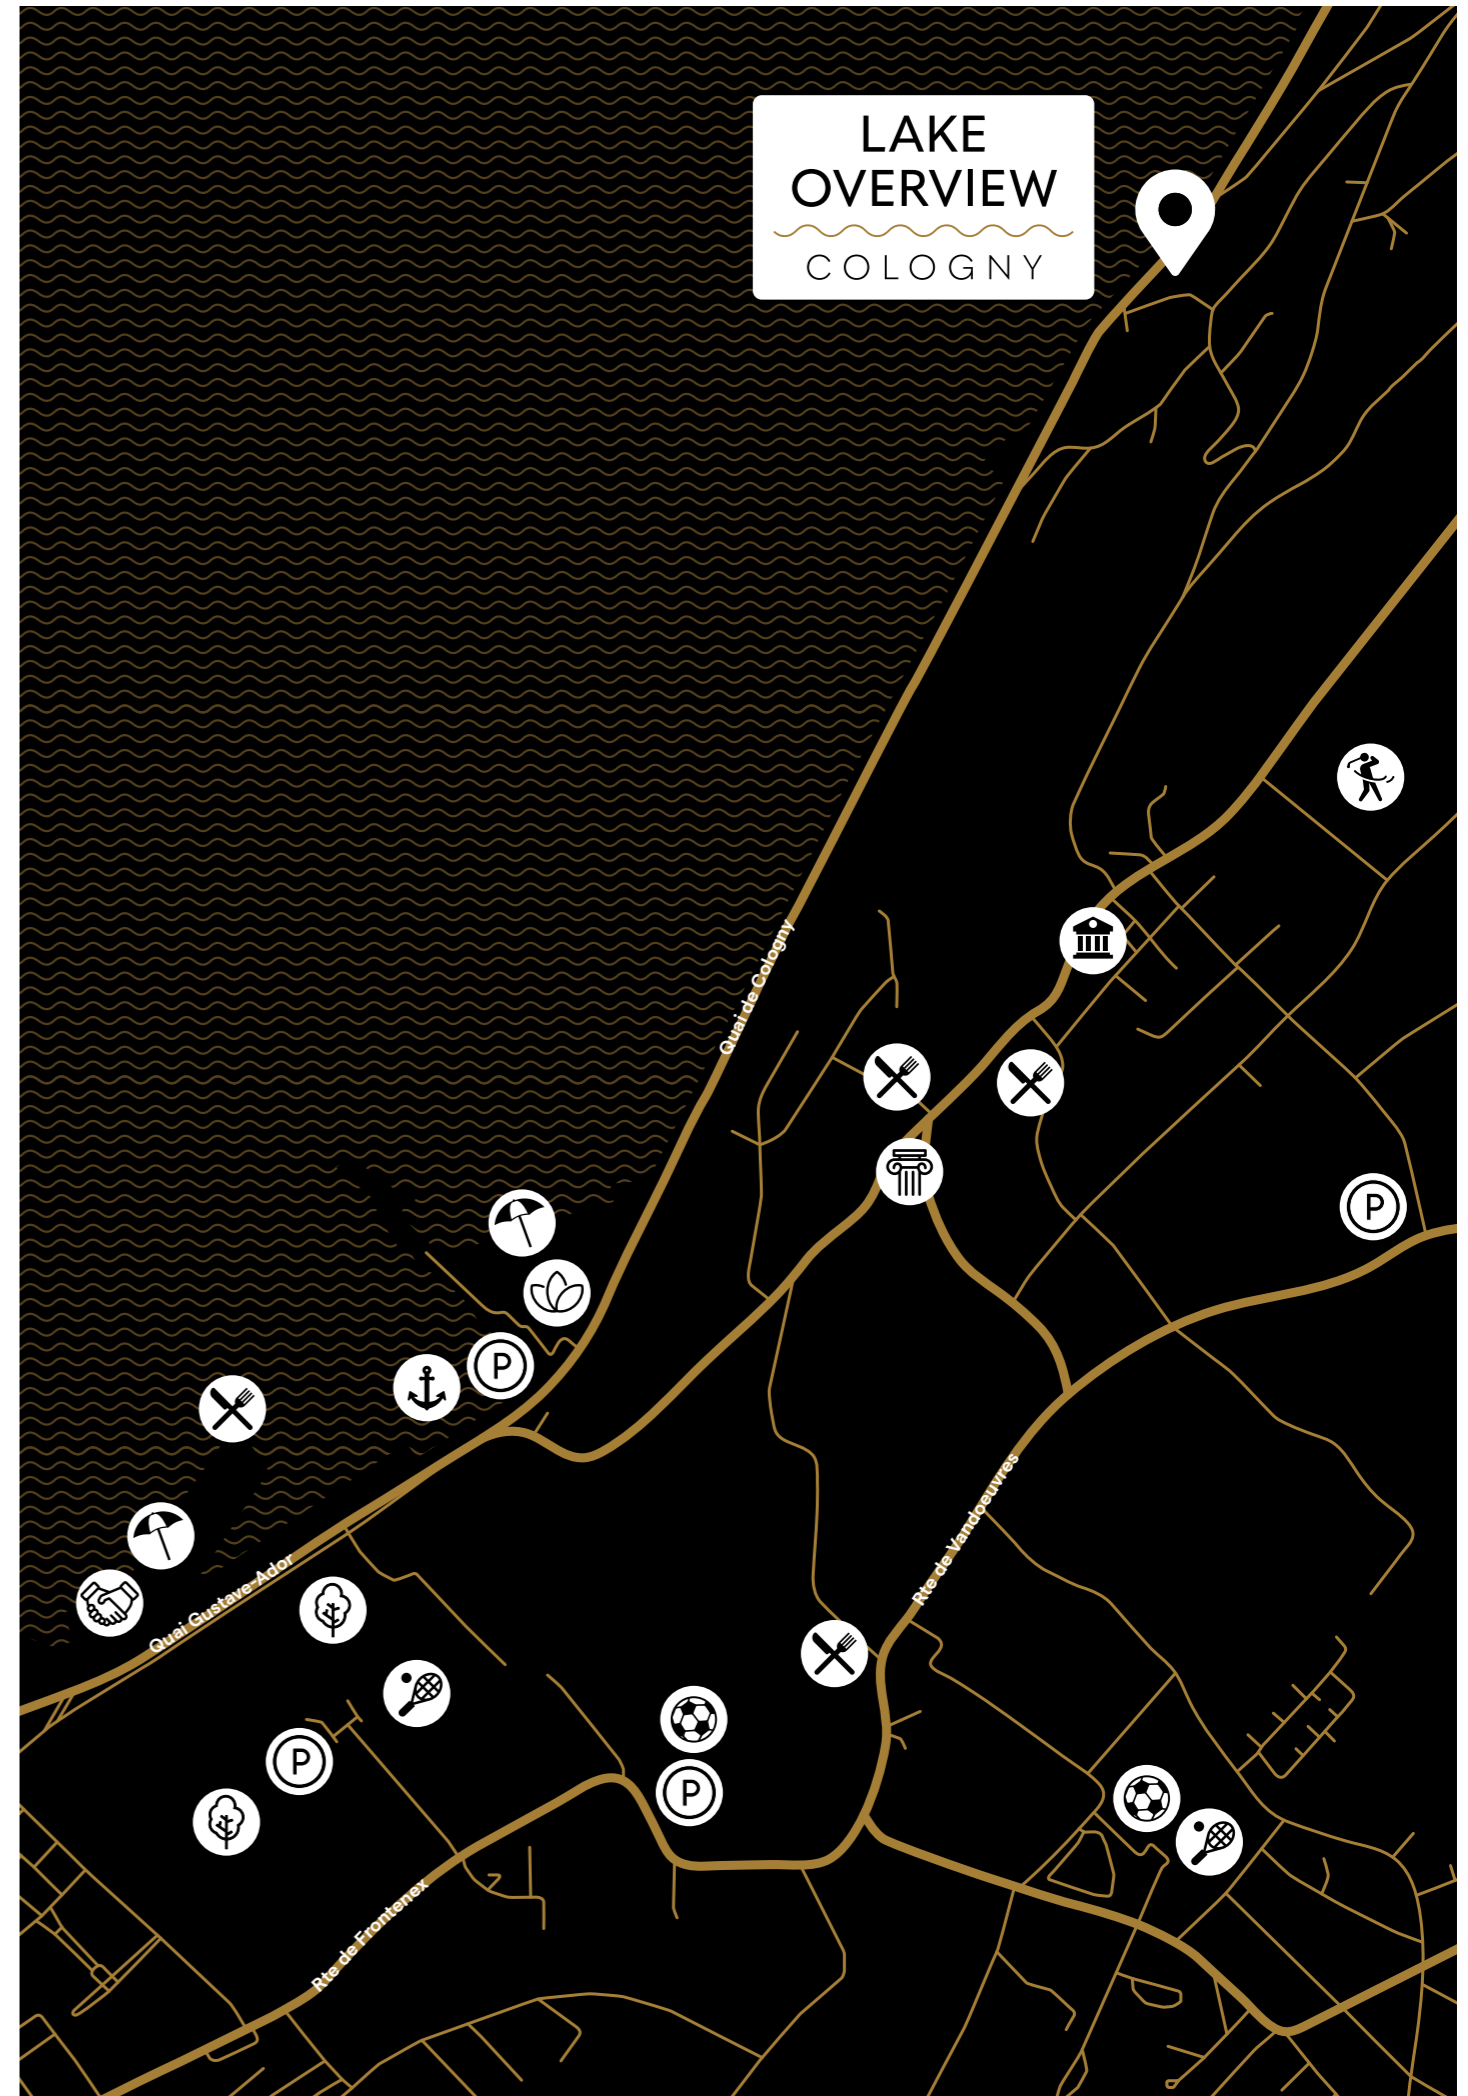 LAKE
OVERVIEW
COLOGNY
Quai de Cologny
P
P
Rte de Vandoeuvres
Quai Gustave-Ador
P
P
Rte de Frontenex